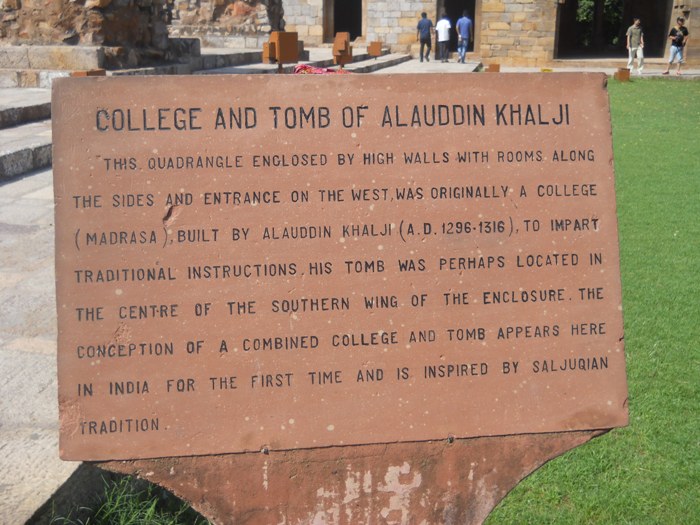 COLLEGE AND TOMB OF ALAUDDIN KHALJI
THIS QUADRANGLE ENCLOSED BY HIGH WALLS WITH ROOMS ALONG
THE SIDES AND ENTRANCE ON THE WEST, WAS ORIGINALLY A COLLEGE
(MADRASA), BUILT BY ALAUDDIN KHALJI (A.D. 1296-1316), TO IMPART
TRADITIONAL INSTRUCTIONS. HIS TOMB WAS PERHAPS LOCATED IN
THE CENTRE OF THE SOUTHERN WING OF THE ENCLOSURE. THE
CONCEPTION OF A COMBINED COLLEGE AND TOMB APPEARS HERE
IN INDIA FOR THE FIRST TIME AND IS INSPIRED BY SALJUQIAN
TRADITION.